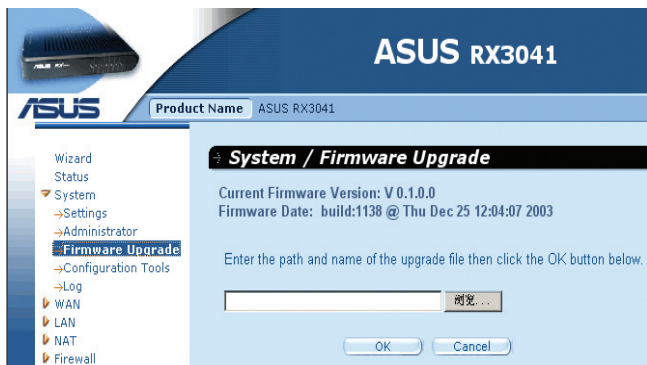 ASUS RX3041
ASUS
Product Name ASUS RX3041
Wizard
Status
System
→Settings
→Administrator
→Firmware Upgrade
→Configuration Tools
→Log
WAN
LAN
NAT
Firewall
System / Firmware Upgrade
Current Firmware Version: V 0.1.0.0
Firmware Date: build:1138 @ Thu Dec 25 12:04:07 2003
Enter the path and name of the upgrade file then click the OK button below.
浏览...
OK Cancel